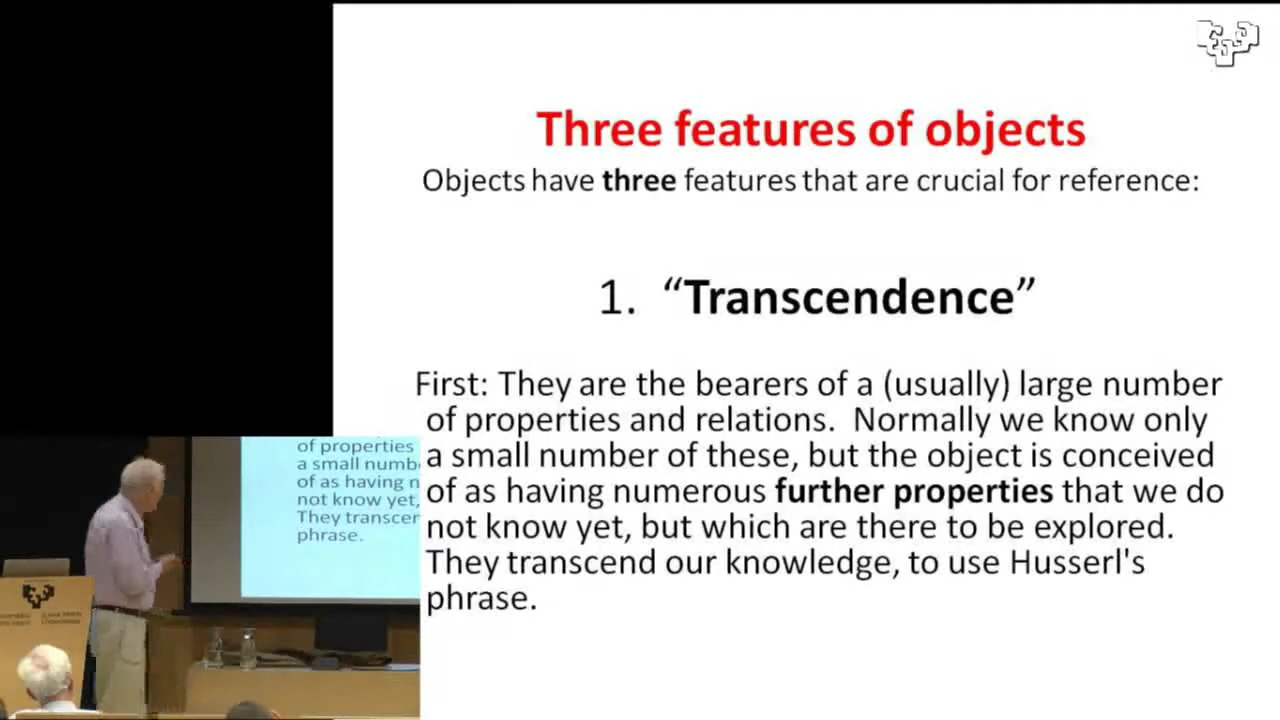 Three features of objects
Objects have three features that are crucial for reference:
1. “Transcendence”
First: They are the bearers of a (usually) large number
of properties and relations. Normally we know only
a small number of these, but the object is conceived
of as having numerous further properties that we do
not know yet, but which are there to be explored.
They transcend our knowledge, to use Husserl's
phrase.
of properties
a small numb
of as having n
not know yet,
They transcen
phrase.